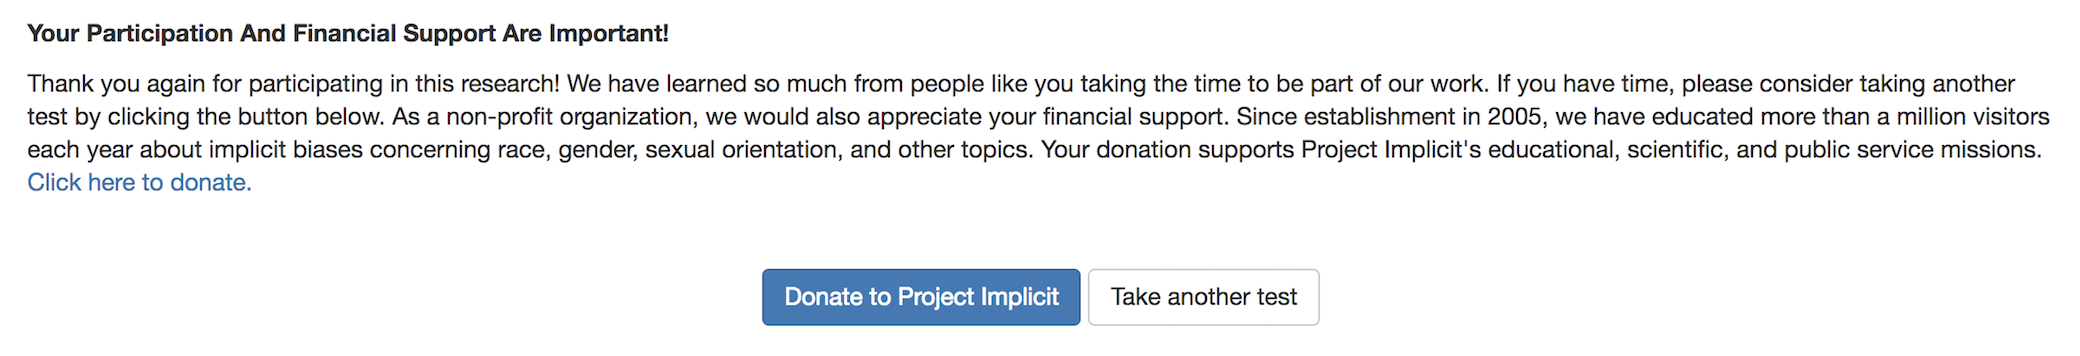 Your Participation And Financial Support Are Important!
Thank you again for participating in this research! We have learned so much from people like you taking the time to be part of our work. If you have time, please consider taking another
test by clicking the button below. As a non-profit organization, we would also appreciate your financial support. Since establishment in 2005, we have educated more than a million visitors
each year about implicit biases concerning race, gender, sexual orientation, and other topics. Your donation supports Project Implicit's educational, scientific, and public service missions.
Click here to donate.
Donate to Project Implicit
Take another test